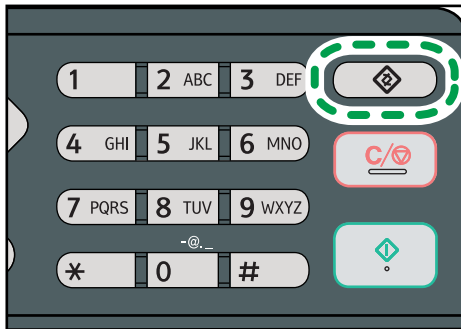 1 2 ABC 3 DEF
4 GHI 5 JKL 6 MNO
C/
7 PQRS 8 TUV 9 WXYZ
-@._
* 0 #